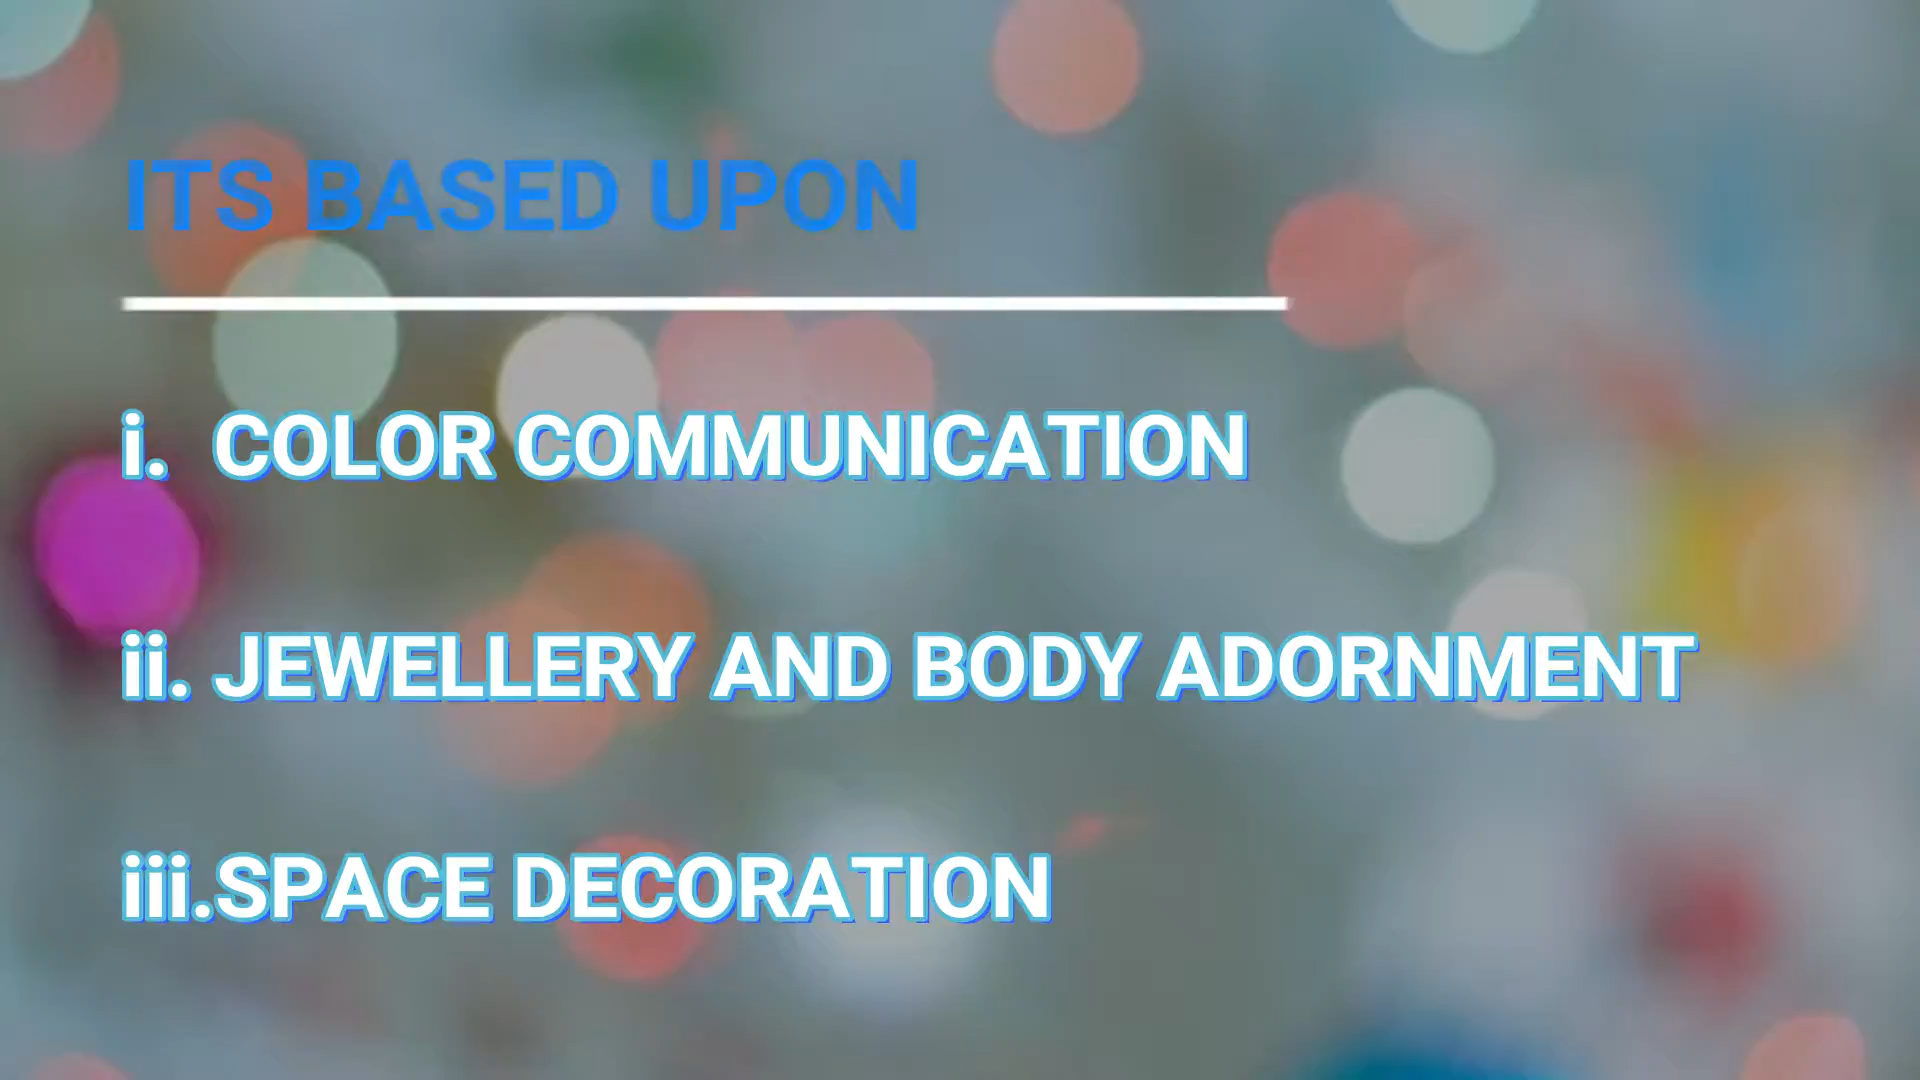 ITS BASED UPON
i. COLOR COMMUNICATION
ii. JEWELLERY AND BODY ADORNMENT
iii.SPACE DECORATION